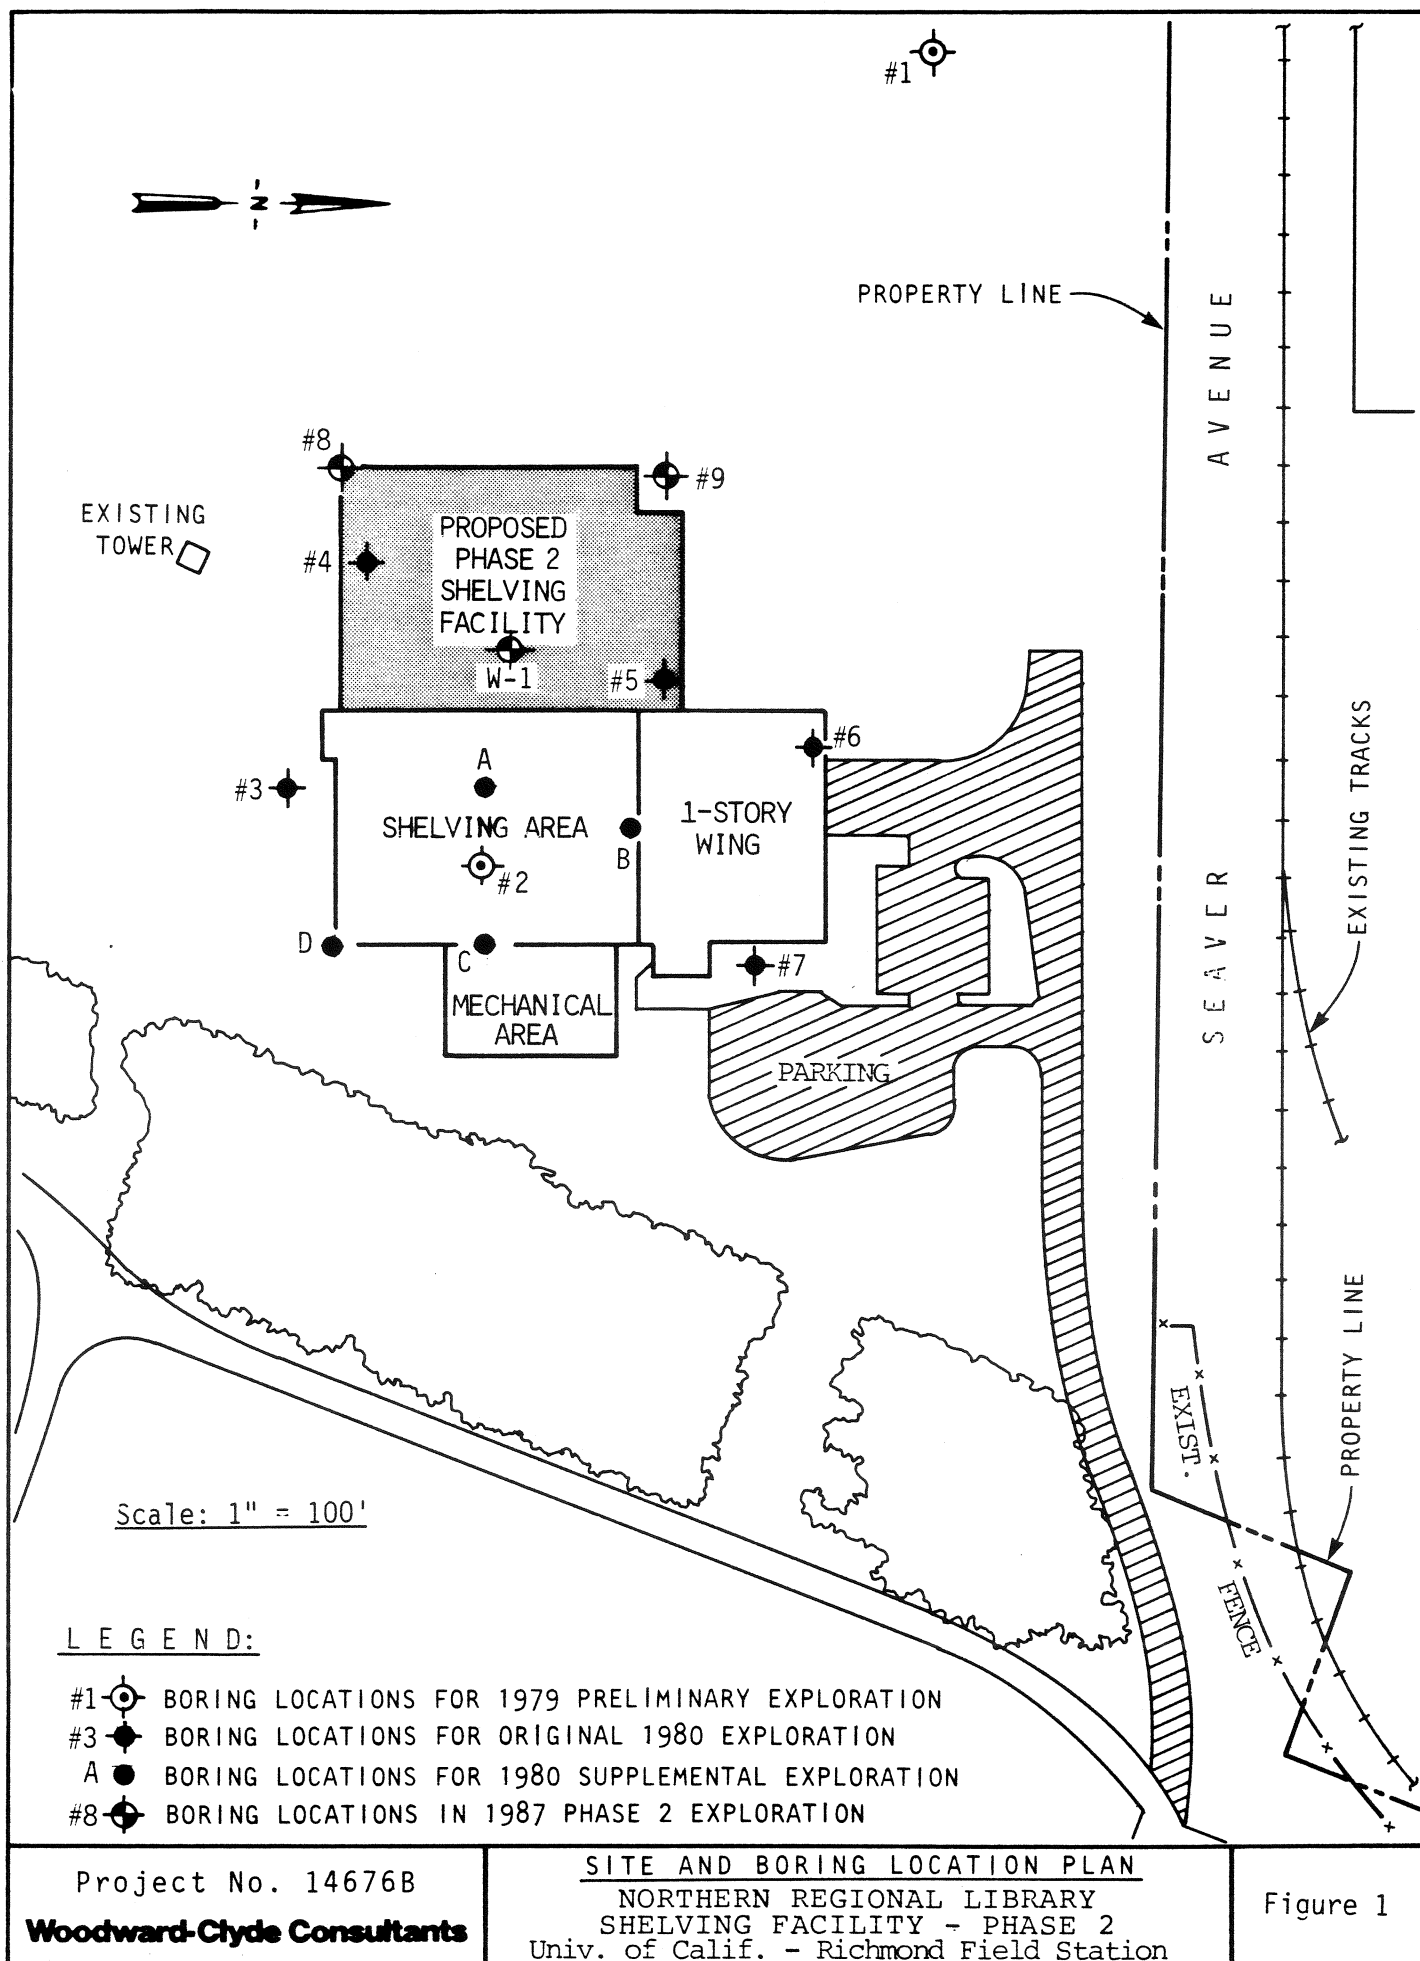 #1
N
PROPERTY LINE
AVENUE
#8
#9
EXISTING
TOWER
#4
PROPOSED
PHASE 2
SHELVING
FACILITY
W-1
#5
#6
#3
A
SHELVING AREA
B
#2
1-STORY
WING
D
C
#7
MECHANICAL
AREA
PARKING
SEAVER
EXISTING TRACKS
PROPERTY LINE
EXIST.
FENCE
Scale: 1" = 100'
LEGEND:
#1 BORING LOCATIONS FOR 1979 PRELIMINARY EXPLORATION
#3 BORING LOCATIONS FOR ORIGINAL 1980 EXPLORATION
A BORING LOCATIONS FOR 1980 SUPPLEMENTAL EXPLORATION
#8 BORING LOCATIONS IN 1987 PHASE 2 EXPLORATION
Project No. 14676B
Woodward-Clyde Consultants
SITE AND BORING LOCATION PLAN
NORTHERN REGIONAL LIBRARY
SHELVING FACILITY - PHASE 2
Univ. of Calif. - Richmond Field Station
Figure 1